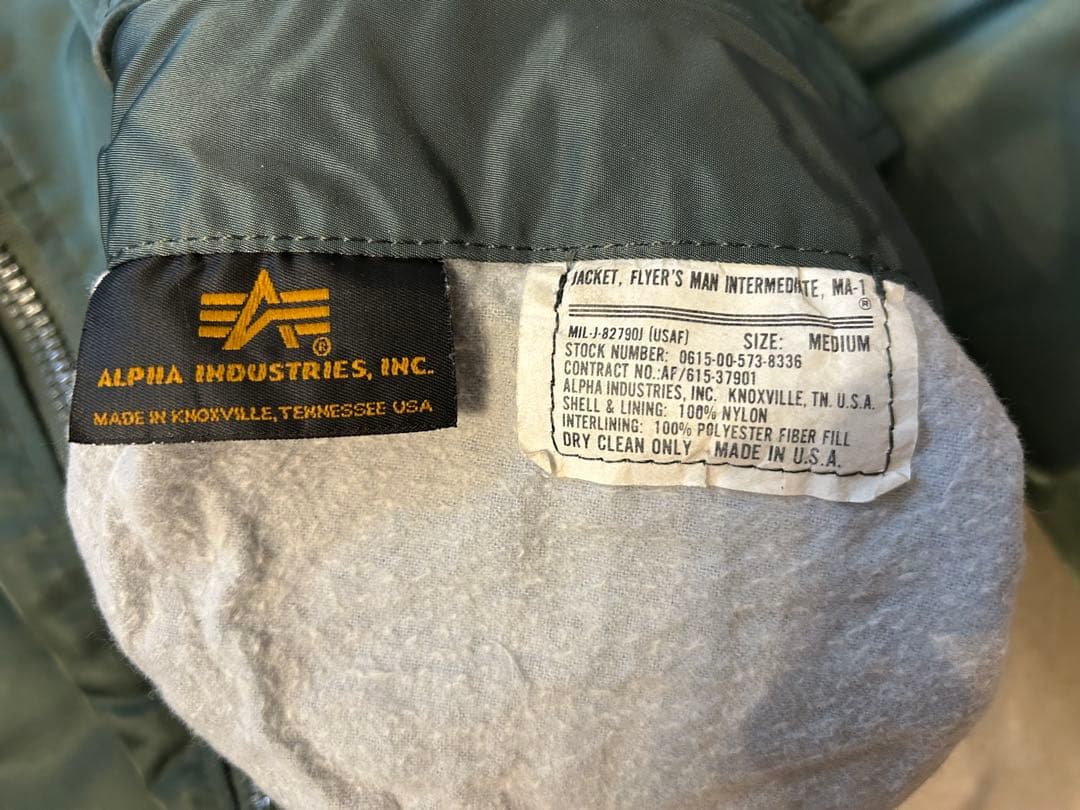 ALPHA INDUSTRIES, INC.
MADE IN KNOXVILLE, TENNESSEE USA
JACKET, FLYER'S MAN INTERMEDITE, MA-1
MIL-J-82790J (USAF) SIZE: MEDIUM
STOCK NUMBER: 0615-00-573-8336
CONTRACT NO.:AF/615-37901
ALPHA INDUSTRIES, INC. KNOXVILLE, TN. U.S.A.
SHELL & LINING: 100% NYLON
INTERLINING: 100% POLYESTER FIBER FILL
DRY CLEAN ONLY MADE IN U.S.A.